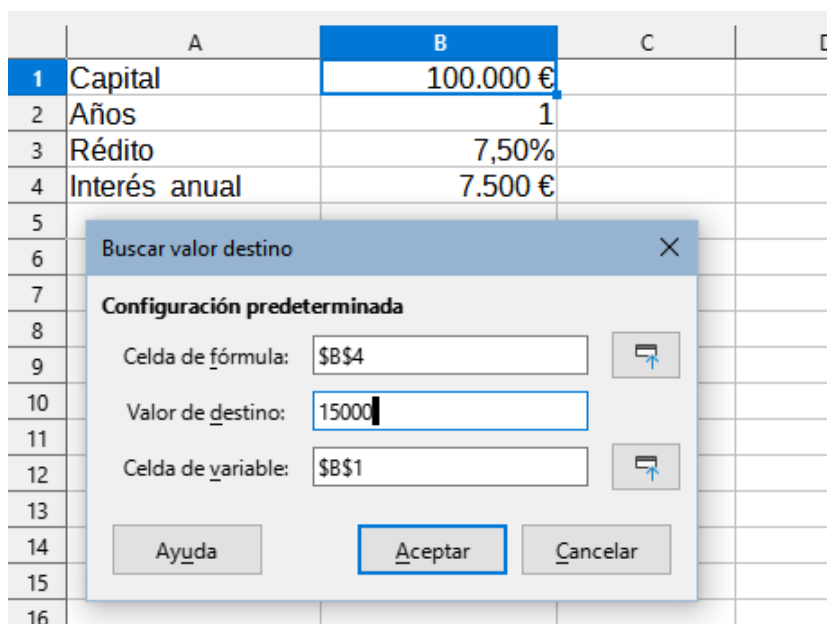 A B C
1 Capital 100.000 €
2 Años 1
3 Rédito 7,50%
4 Interés anual 7.500 €
5
6
7
8
9
10
11
12
13
14
15
16
Buscar valor destino
Configuración predeterminada
Celda de fórmula: $B$4
Valor de destino: 15000
Celda de variable: $B$1
Ayuda Aceptar Cancelar